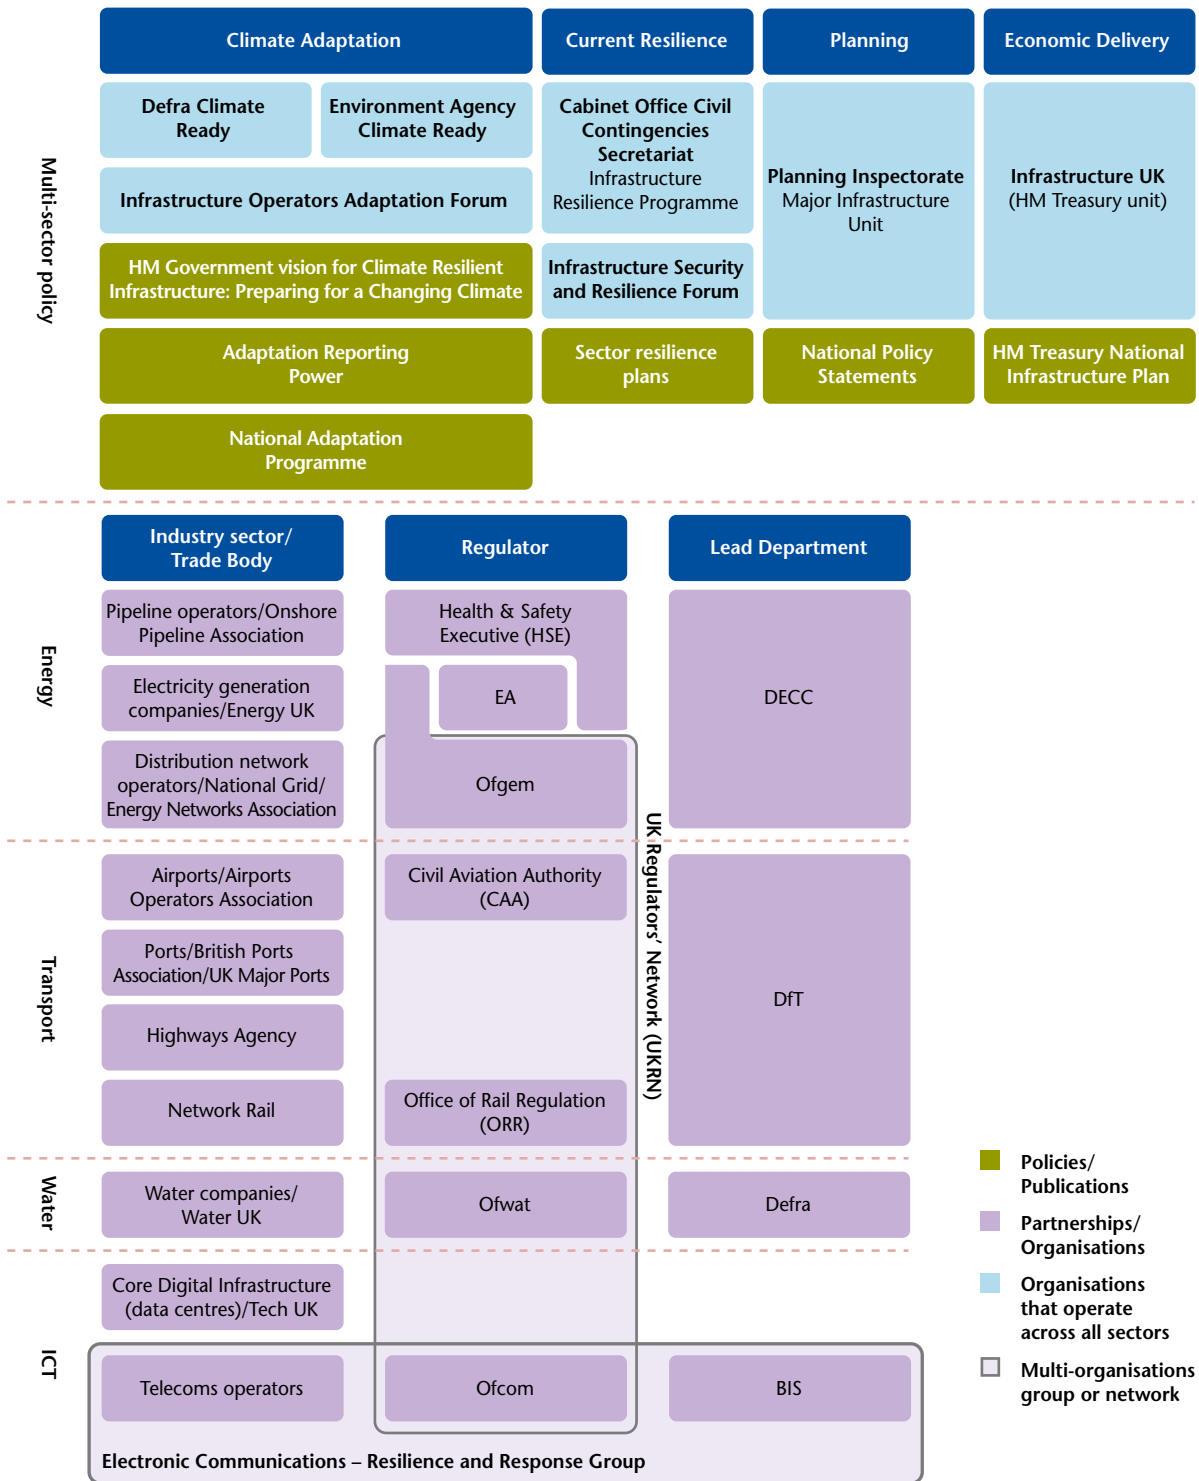 Climate Adaptation
Current Resilience
Planning
Economic Delivery
Multi-sector policy
Defra Climate
Ready
Environment Agency
Climate Ready
Cabinet Office Civil
Contingencies
Secretariat
Infrastructure
Resilience Programme
Planning Inspectorate
Major Infrastructure
Unit
Infrastructure UK
(HM Treasury unit)
Infrastructure Operators Adaptation Forum
HM Government vision for Climate Resilient
Infrastructure: Preparing for a Changing Climate
Infrastructure Security
and Resilience Forum
Adaptation Reporting
Power
Sector resilience
plans
National Policy
Statements
HM Treasury National
Infrastructure Plan
National Adaptation
Programme
Industry sector/
Trade Body
Regulator
Lead Department
Energy
Pipeline operators/Onshore
Pipeline Association
Health & Safety
Executive (HSE)
DECC
Electricity generation
companies/Energy UK
EA
Distribution network
operators/National Grid/
Energy Networks Association
Ofgem
UK Regulators' Network (UKRN)
Transport
Airports/Airports
Operators Association
Civil Aviation Authority
(CAA)
DfT
Ports/British Ports
Association/UK Major Ports
Highways Agency
Network Rail
Office of Rail Regulation
(ORR)
Water
Water companies/
Water UK
Ofwat
Defra
ICT
Core Digital Infrastructure
(data centres)/Tech UK
Telecoms operators
Ofcom
BIS
Electronic Communications – Resilience and Response Group
Policies/
Publications
Partnerships/
Organisations
Organisations
that operate
across all sectors
Multi-organisations
group or network